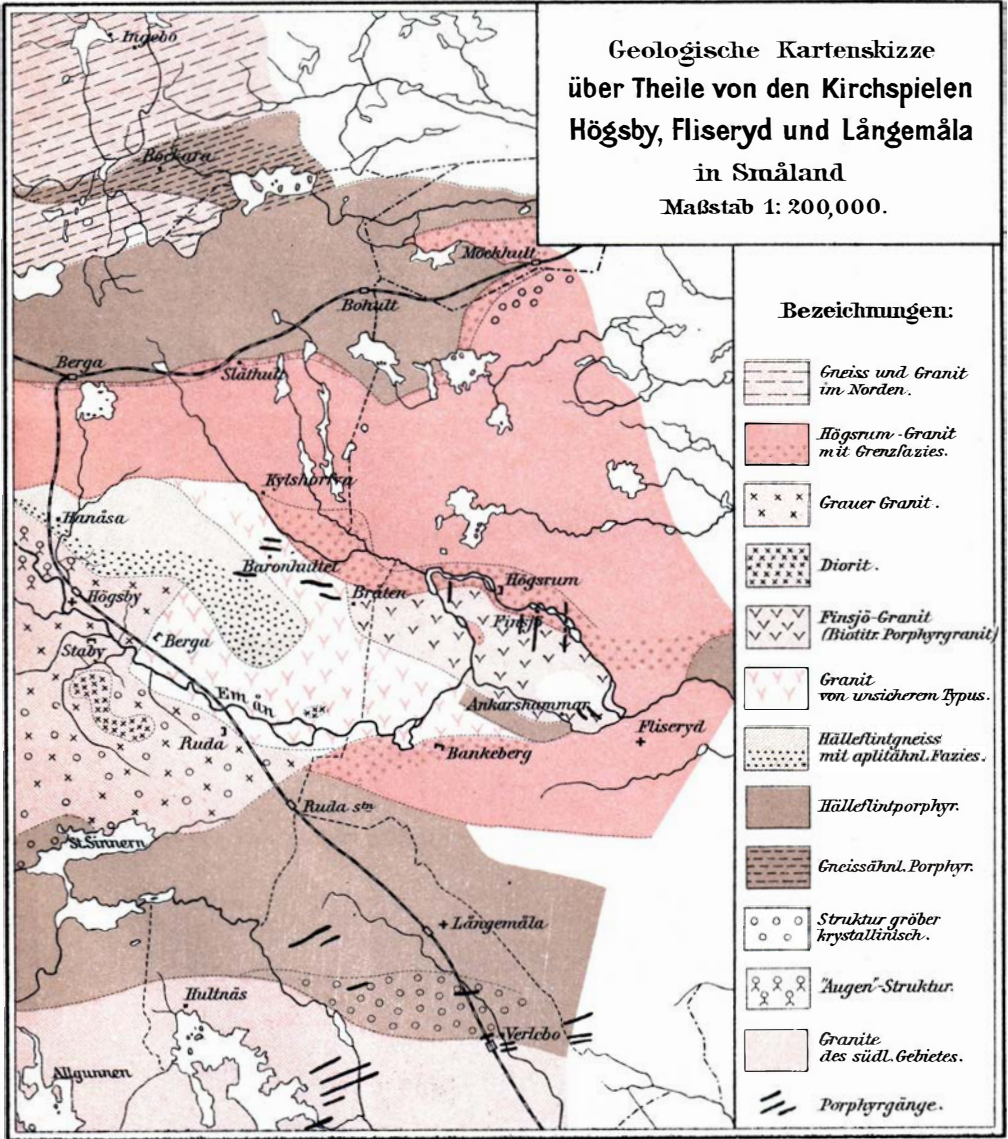 Geologische Kartenskizze
über Theile von den Kirchspielen
Högsby, Fliseryd und Långemåla
in Småland
Maßstab 1: 200,000.
Bezeichnungen:
Gneiss und Granit
im Norden.
Högsrum-Granit
mit Grenzfazies.
Grauer Granit.
Diorit.
Finsjö-Granit
(Biotitr. Porphyrgranit)
Granit
von unsicherem Typus.
Hälleflintgneiss
mit aplitähnl. Fazies.
Hälleflintporphyr.
Gneissähnl. Porphyr.
Struktur gröber
krystallinisch.
"Augen"-Struktur.
Granite
des südl. Gebietes.
Porphyrgänge.
Ingebo
Bockara
Möckhult
Bohult
Berga
Släthult
Kylshorfva
Hanåsa
Baronhultet
Bråten
Högsrum
Högsby
Finsjö
Staby
Berga
Em ån
Ankarshammar
Fliseryd
Ruda
Bankeberg
Ruda stn
St. Sinnern
Långemåla
Hultnäs
Verlebo
Allgunnen